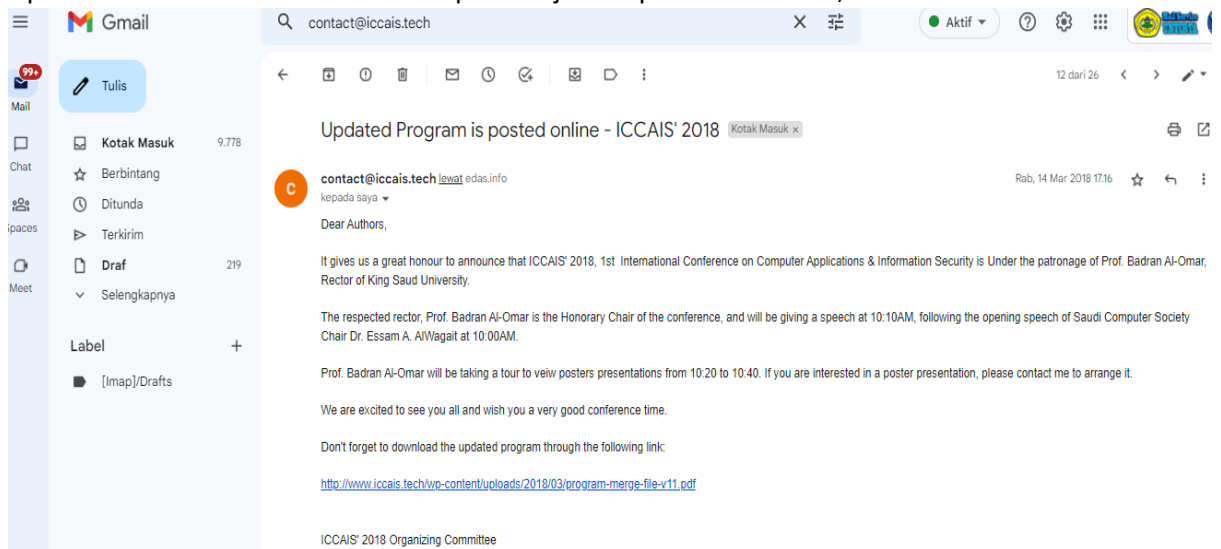 Gmail
contact@iccais.tech
Aktif
99+
Mail
Tulis
12 dari 26
Updated Program is posted online - ICCAIS' 2018 Kotak Masuk x
Kotak Masuk 9.778
Chat
Berbintang
contact@iccais.tech lewat edas.info
Rab, 14 Mar 2018 17.16
C
kepada saya
Ditunda
Dear Authors,
Terkirim
Draf 219
Meet
Selengkapnya
It gives us a great honour to announce that ICCAIS' 2018, 1st International Conference on Computer Applications & Information Security is Under the patronage of Prof. Badran Al-Omar,
Rector of King Saud University.
The respected rector, Prof. Badran Al-Omar is the Honorary Chair of the conference, and will be giving a speech at 10:10AM, following the opening speech of Saudi Computer Society
Chair Dr. Essam A. AlWagait at 10:00AM.
Label +
[Imap]/Drafts
Prof. Badran Al-Omar will be taking a tour to veiw posters presentations from 10:20 to 10:40. If you are interested in a poster presentation, please contact me to arrange it.
We are excited to see you all and wish you a very good conference time.
Don't forget to download the updated program through the following link:
http://www.iccais.tech/wp-content/uploads/2018/03/program-merge-file-v11.pdf
ICCAIS' 2018 Organizing Committee